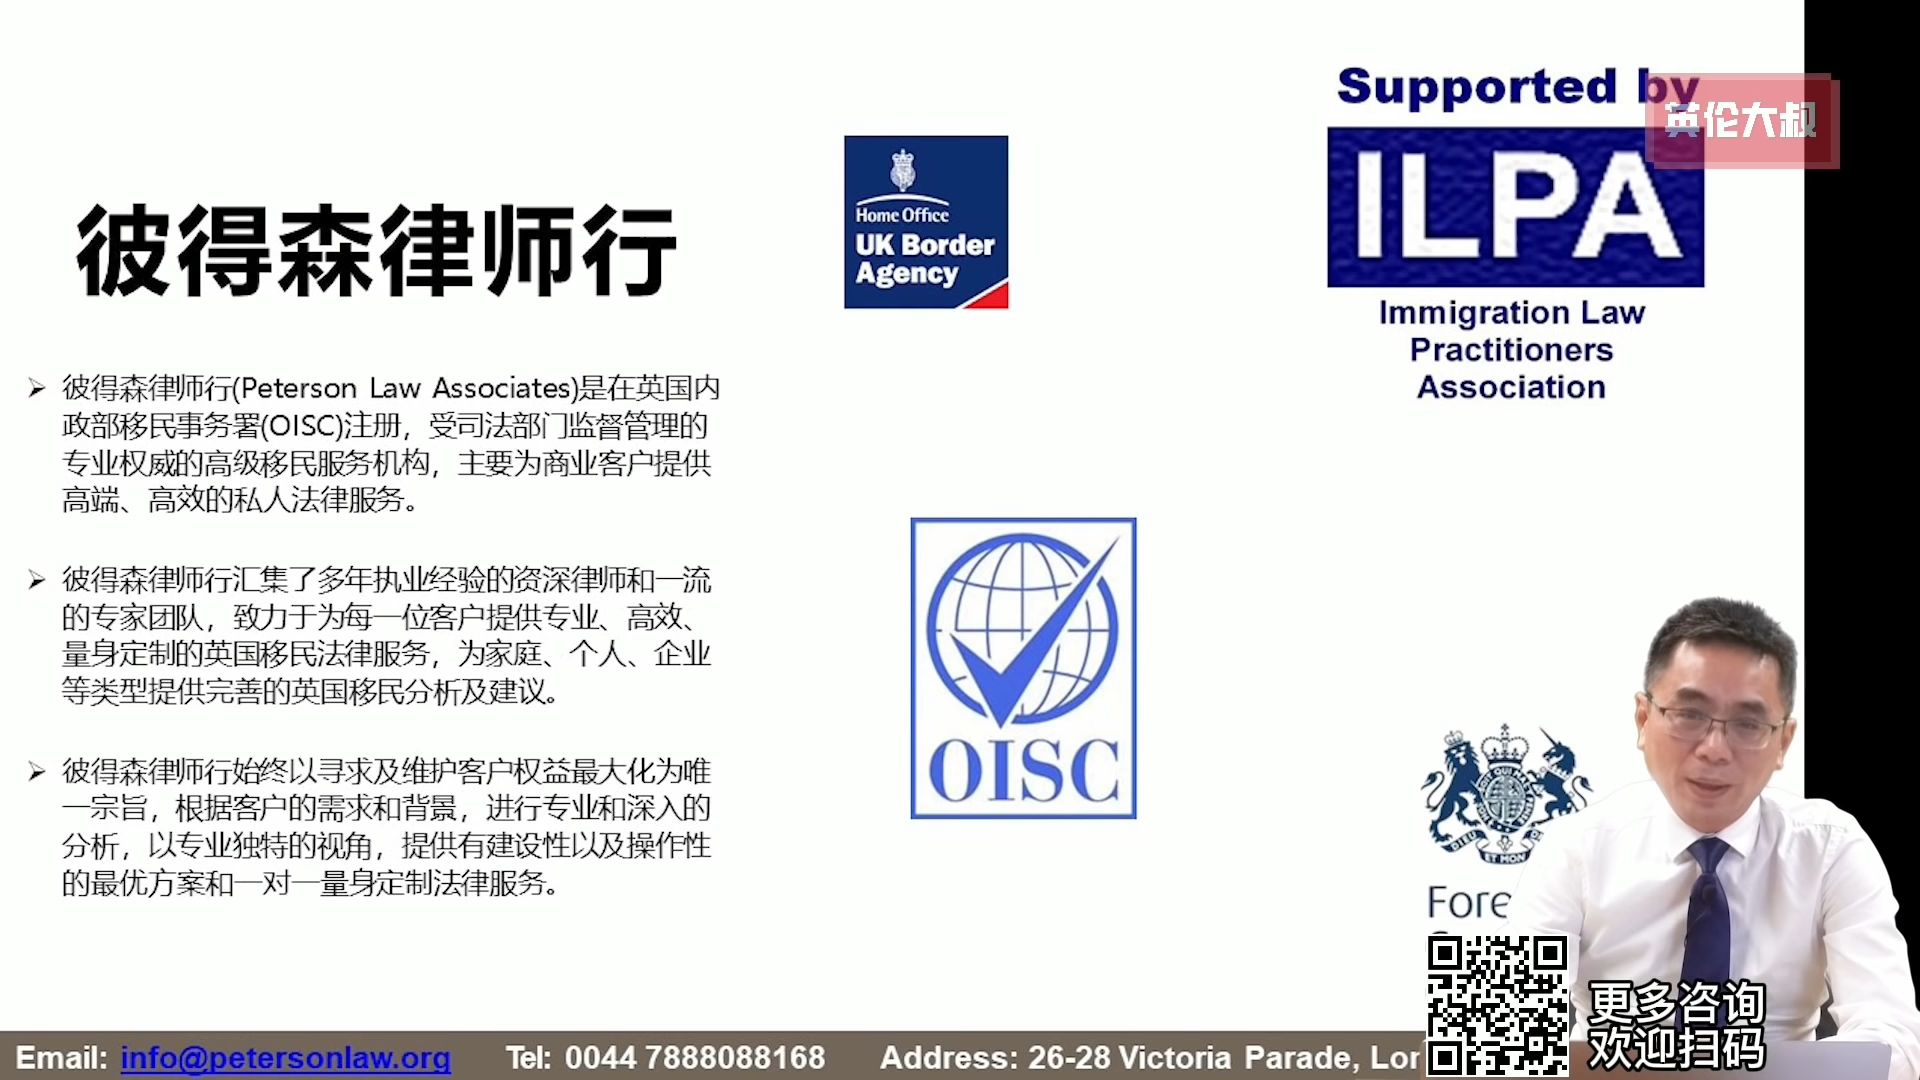 Supported by
英伦大叔
ILPA
Immigration Law
Practitioners
Association
Home Office
UK Border
Agency
彼得森律师行
彼得森律师行(Peterson Law Associates)是在英国内
政部移民事务署(OISC)注册，受司法部门监督管理的
专业权威的高级移民服务机构，主要为商业客户提供
高端、高效的私人法律服务。
彼得森律师行汇集了多年执业经验的资深律师和一流
的专家团队，致力于为每一位客户提供专业、高效、
量身定制的英国移民法律服务，为家庭、个人、企业
等类型提供完善的英国移民分析及建议。
彼得森律师行始终以寻求及维护客户权益最大化为唯
一宗旨，根据客户的需求和背景，进行专业和深入的
分析，以专业独特的视角，提供有建设性以及操作性
的最优方案和一对一量身定制法律服务。
OISC
DIEU ET MON
Fore
更多咨询
欢迎扫码
Email: info@petersonlaw.org Tel: 0044 7888088168 Address: 26-28 Victoria Parade, Lon